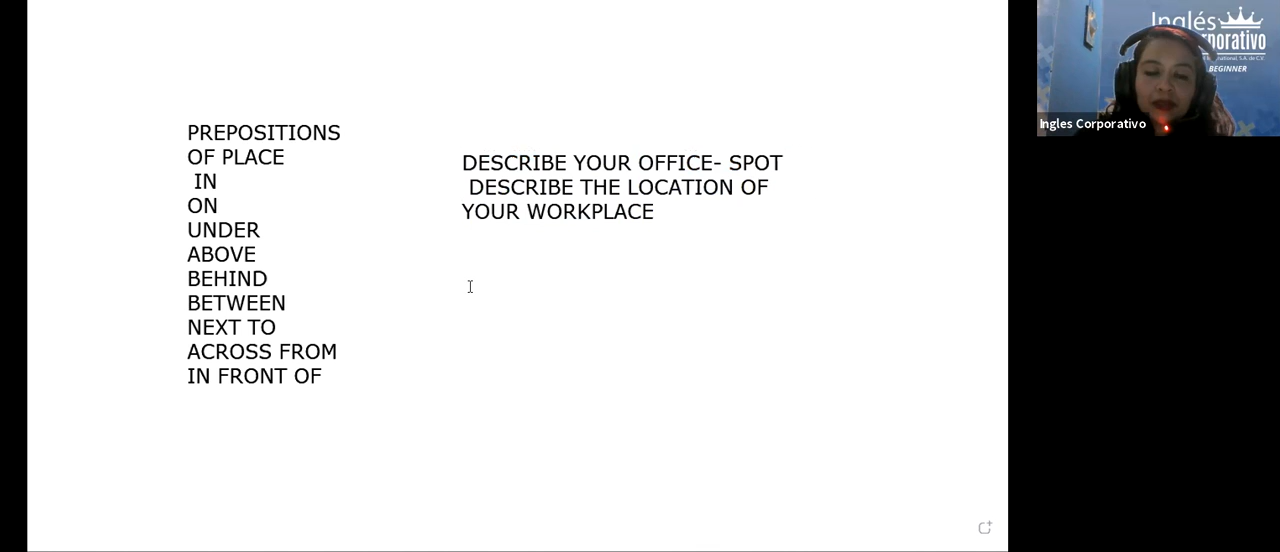 PREPOSITIONS
OF PLACE
IN
ON
UNDER
ABOVE
BEHIND
BETWEEN
NEXT TO
ACROSS FROM
IN FRONT OF
DESCRIBE YOUR OFFICE- SPOT
DESCRIBE THE LOCATION OF
YOUR WORKPLACE
Inglés
BEGINNER
Ingles Corporativo